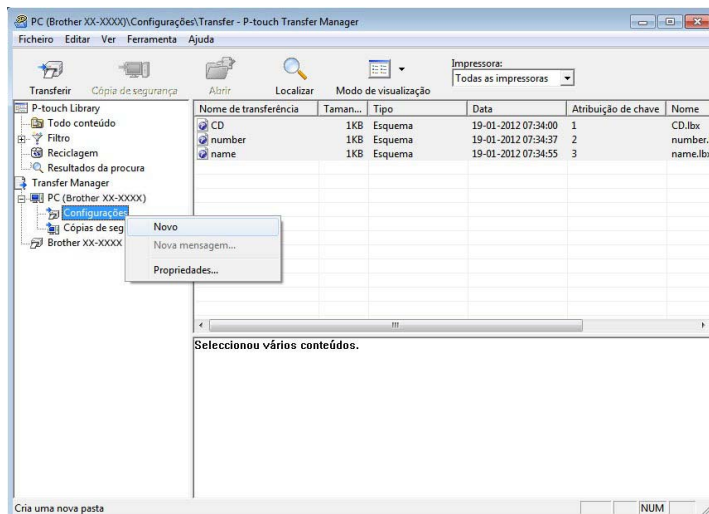 PC (Brother XX-XXXX)\Configurações\Transfer - P-touch Transfer Manager
Ficheiro Editar Ver Ferramenta Ajuda
Transferir Cópia de segurança Abrir Localizar Modo de visualização
Impressora:
Todas as impressoras
P-touch Library
Todo conteúdo
Filtro
Reciclagem
Resultados da procura
Transfer Manager
PC (Brother XX-XXXX)
Configurações
Cópias de seg
Brother XX-XXXX
Novo
Nova mensagem...
Propriedades...
Nome de transferência Taman... Tipo Data Atribuição de chave Nome
CD 1KB Esquema 19-01-2012 07:34:00 1 CD.lbx
number 1KB Esquema 19-01-2012 07:34:37 2 number.
name 1KB Esquema 19-01-2012 07:34:55 3 name.lb
Seleccionou vários conteúdos.
Cria uma nova pasta NUM